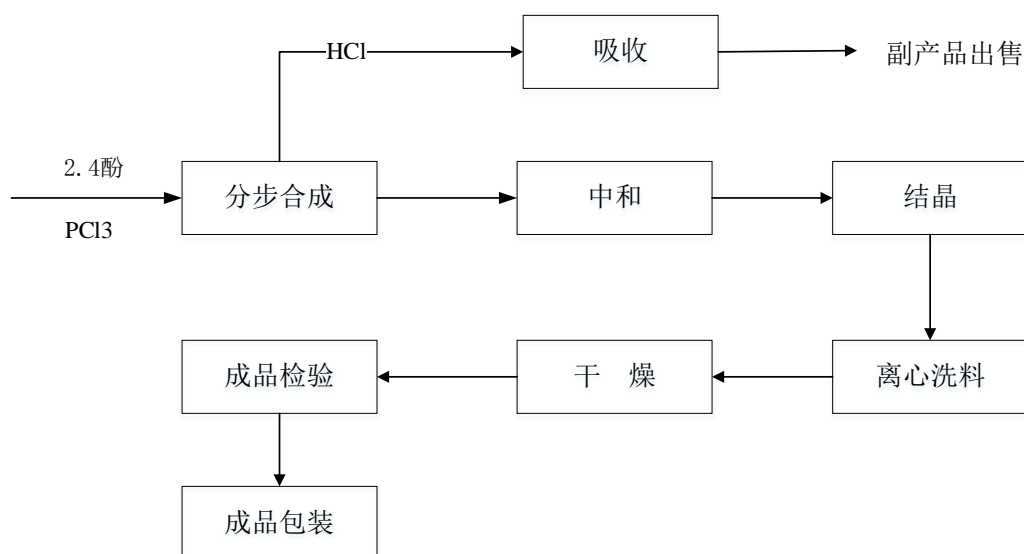 HCl
吸收
副产品出售
2.4酚
PCl3
分步合成
中和
结晶
成品检验
干 燥
离心洗料
成品包装